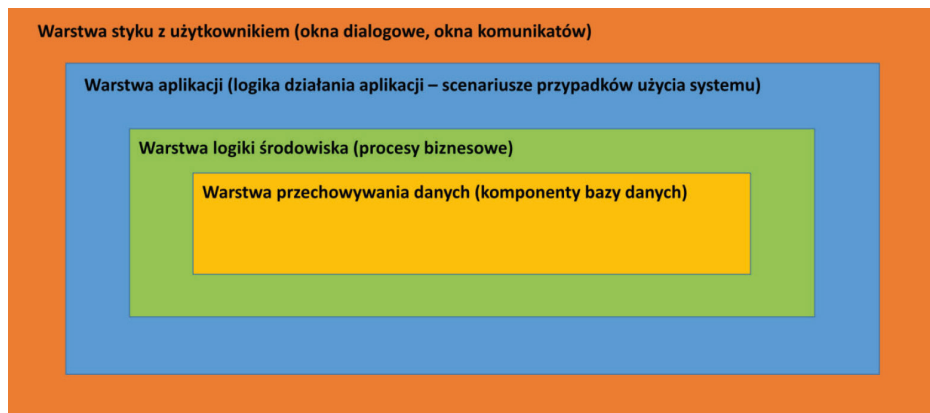 Warstwa styku z użytkownikiem (okna dialogowe, okna komunikatów)
Warstwa aplikacji (logika działania aplikacji – scenariusze przypadków użycia systemu)
Warstwa logiki środowiska (procesy biznesowe)
Warstwa przechowywania danych (komponenty bazy danych)